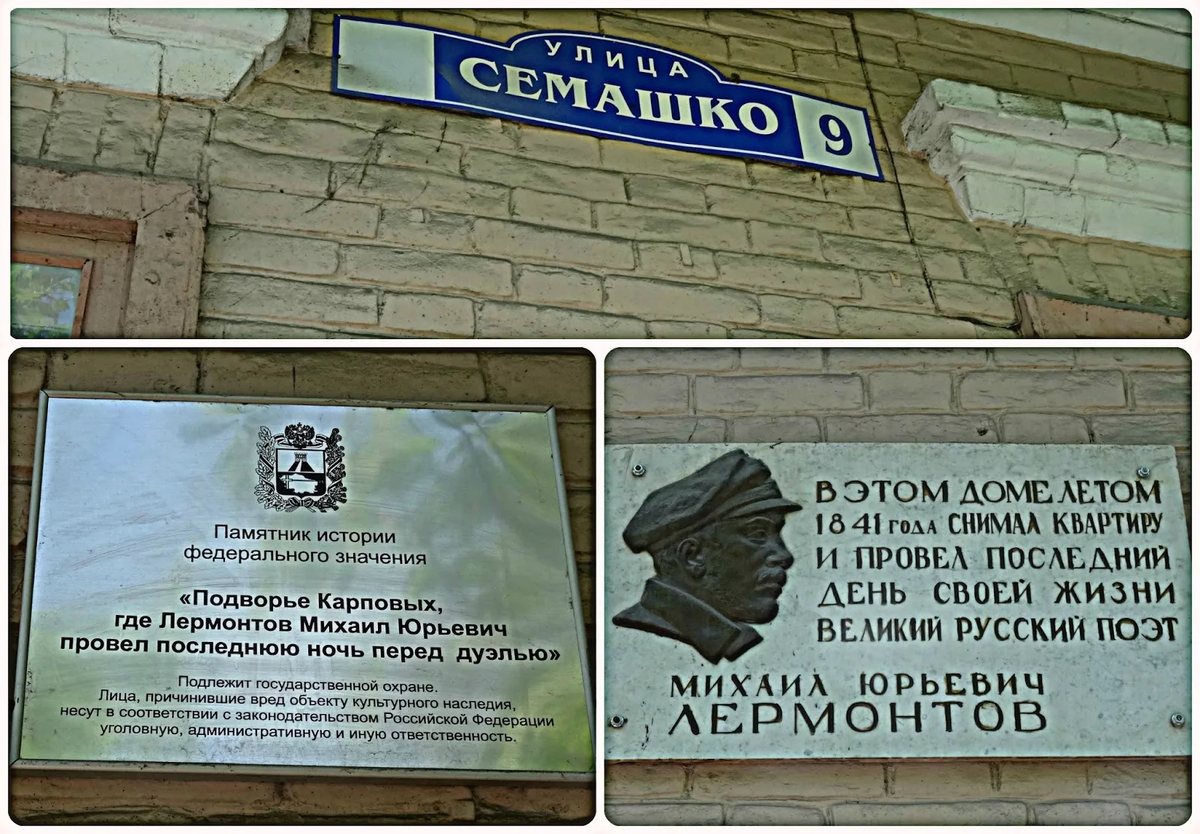 УЛИЦА
СЕМАШКО 9
Памятник истории
федерального значения
«Подворье Карповых,
где Лермонтов Михаил Юрьевич
провел последнюю ночь перед дуэлью»
Подлежит государственной охране.
Лица, причинившие вред объекту культурного наследия,
несут в соответствии с законодательством Российской Федерации
уголовную, административную и иную ответственность.
В ЭТОМ ДОМЕ ЛЕТОМ
1841 ГОДА СНИМАЛ КВАРТИРУ
И ПРОВЕЛ ПОСЛЕДНИЙ
ДЕНЬ СВОЕЙ ЖИЗНИ
ВЕЛИКИЙ РУССКИЙ ПОЭТ
МИХАИЛ ЮРЬЕВИЧ
ЛЕРМОНТОВ